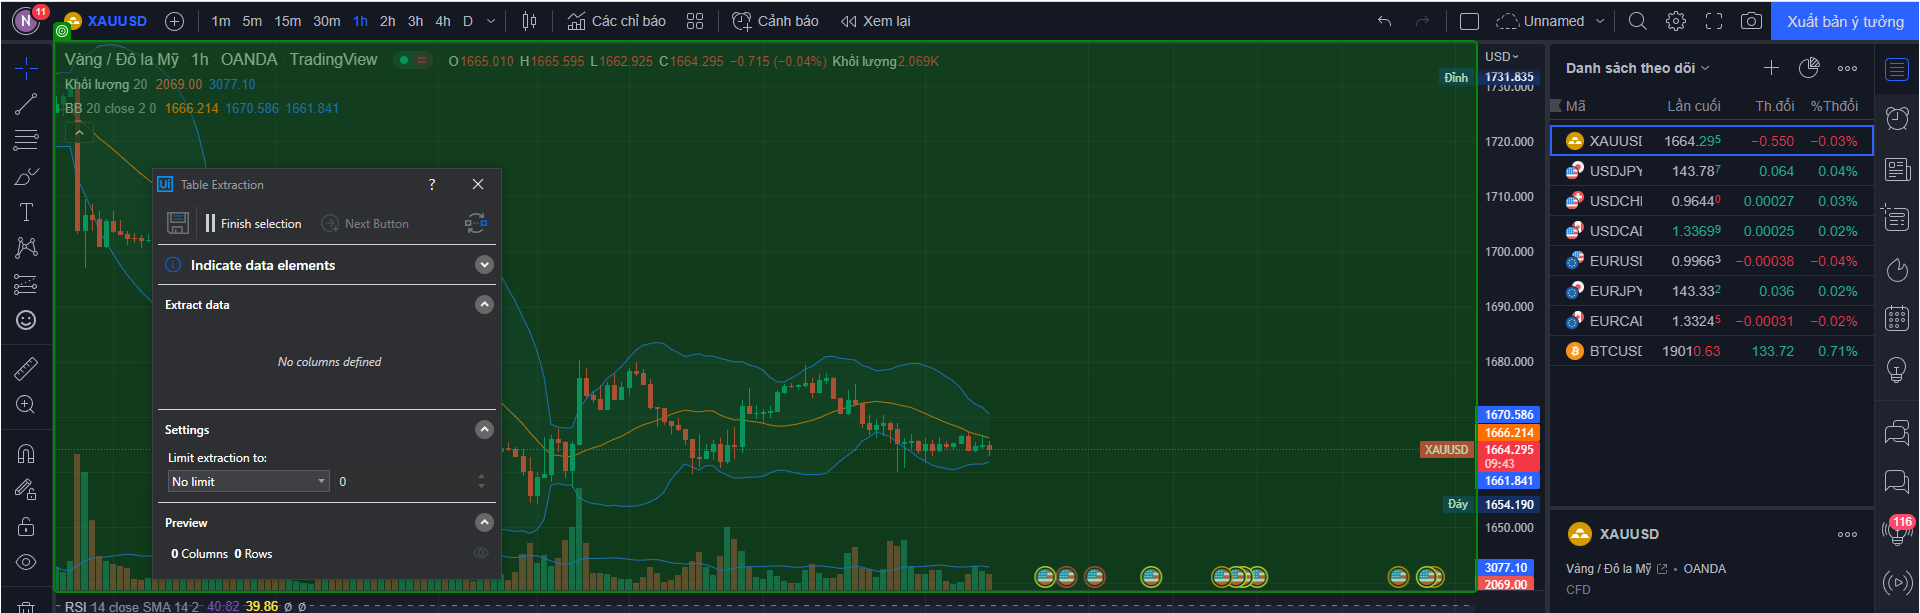 N 11 XAUUSD 1m 5m 15m 30m 1h 2h 3h 4h D Các chỉ báo Cảnh báo Xem lại Unnamed Xuất bản ý tưởng
Vàng / Đô la Mỹ · 1h · OANDA · TradingView O1665.010 H1665.595 L1662.925 C1664.295 −0.715 (−0.04%) Khối lượng2.069K
Khối lượng 20 2069.00 3077.10
BB 20 close 2 0 1666.214 1670.586 1661.841
Ui Table Extraction ?
Finish selection Next Button
Indicate data elements
Extract data
No columns defined
Settings
Limit extraction to:
No limit 0
Preview
0 Columns 0 Rows
RSI 14 close SMA 14 2 40.82 39.86 ø ø
USD
Đỉnh 1731.835
1730.000
1720.000
1710.000
1700.000
1690.000
1680.000
1670.586
1666.214
XAUUSD 1664.295
09:43
1661.841
Đáy 1654.190
1650.000
3077.10
2069.00
Danh sách theo dõi
Mã Lần cuối Th.đổi %Thđổi
XAUUSD 1664.295 −0.550 −0.03%
USDJPY 143.787 0.064 0.04%
USDCHF 0.96440 0.00027 0.03%
USDCAD 1.33699 0.00025 0.02%
EURUSD 0.99663 −0.00038 −0.04%
EURJPY 143.332 0.036 0.02%
EURCAD 1.33245 −0.00031 −0.02%
BTCUSD 19010.63 133.72 0.71%
XAUUSD
Vàng / Đô la Mỹ • OANDA
CFD
116